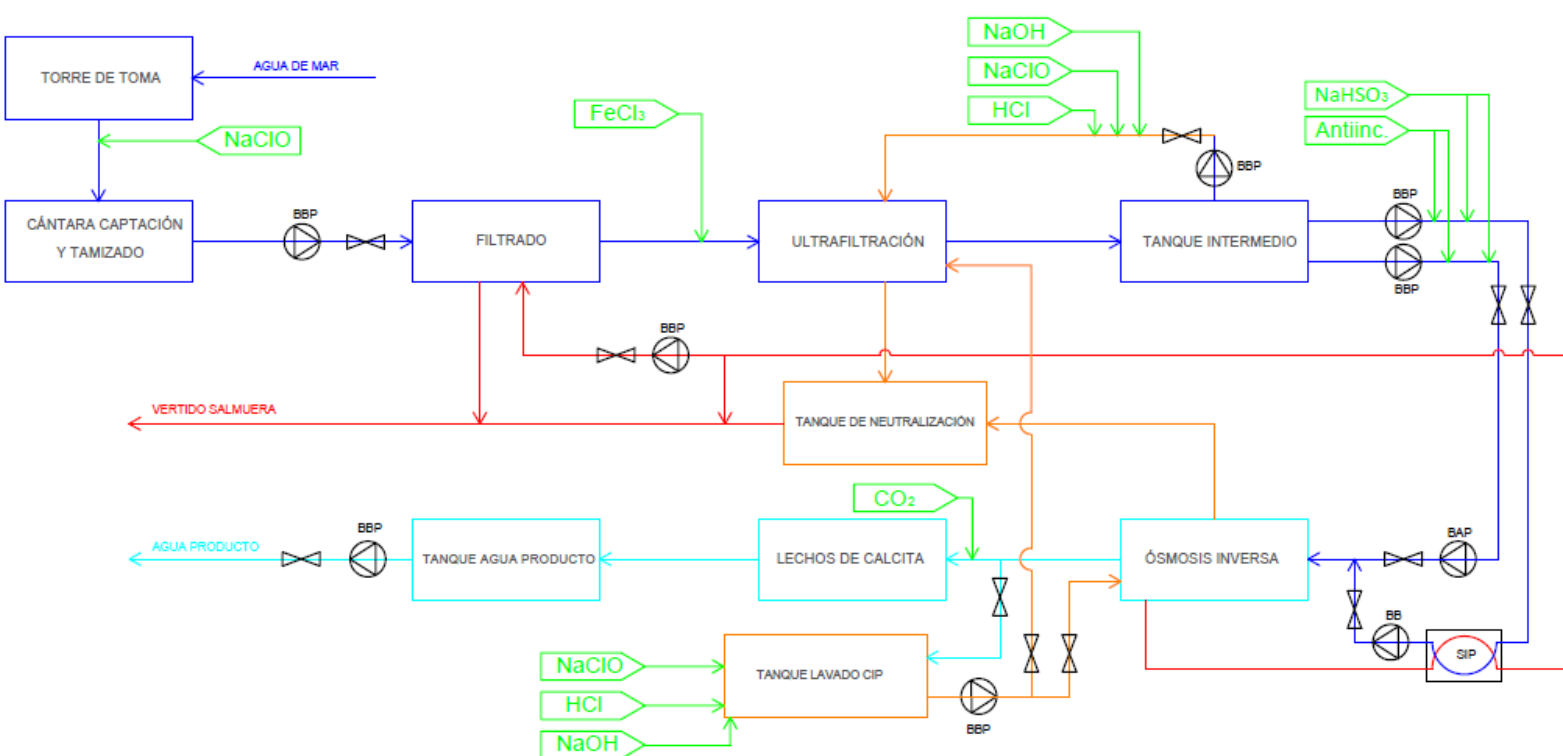 NaOH
TORRE DE TOMA
AGUA DE MAR
NaClO
NaHSO₃
FeCl₃
HCl
Antiinc.
NaClO
BBP
CÁNTARA CAPTACIÓN
Y TAMIZADO
BBP
FILTRADO
ULTRAFILTRACIÓN
TANQUE INTERMEDIO
BBP
BBP
BBP
VERTIDO SALMUERA
TANQUE DE NEUTRALIZACIÓN
CO₂
AGUA PRODUCTO
BBP
TANQUE AGUA PRODUCTO
LECHOS DE CALCITA
ÓSMOSIS INVERSA
BAP
BB
SIP
NaClO
HCl
NaOH
TANQUE LAVADO CIP
BBP